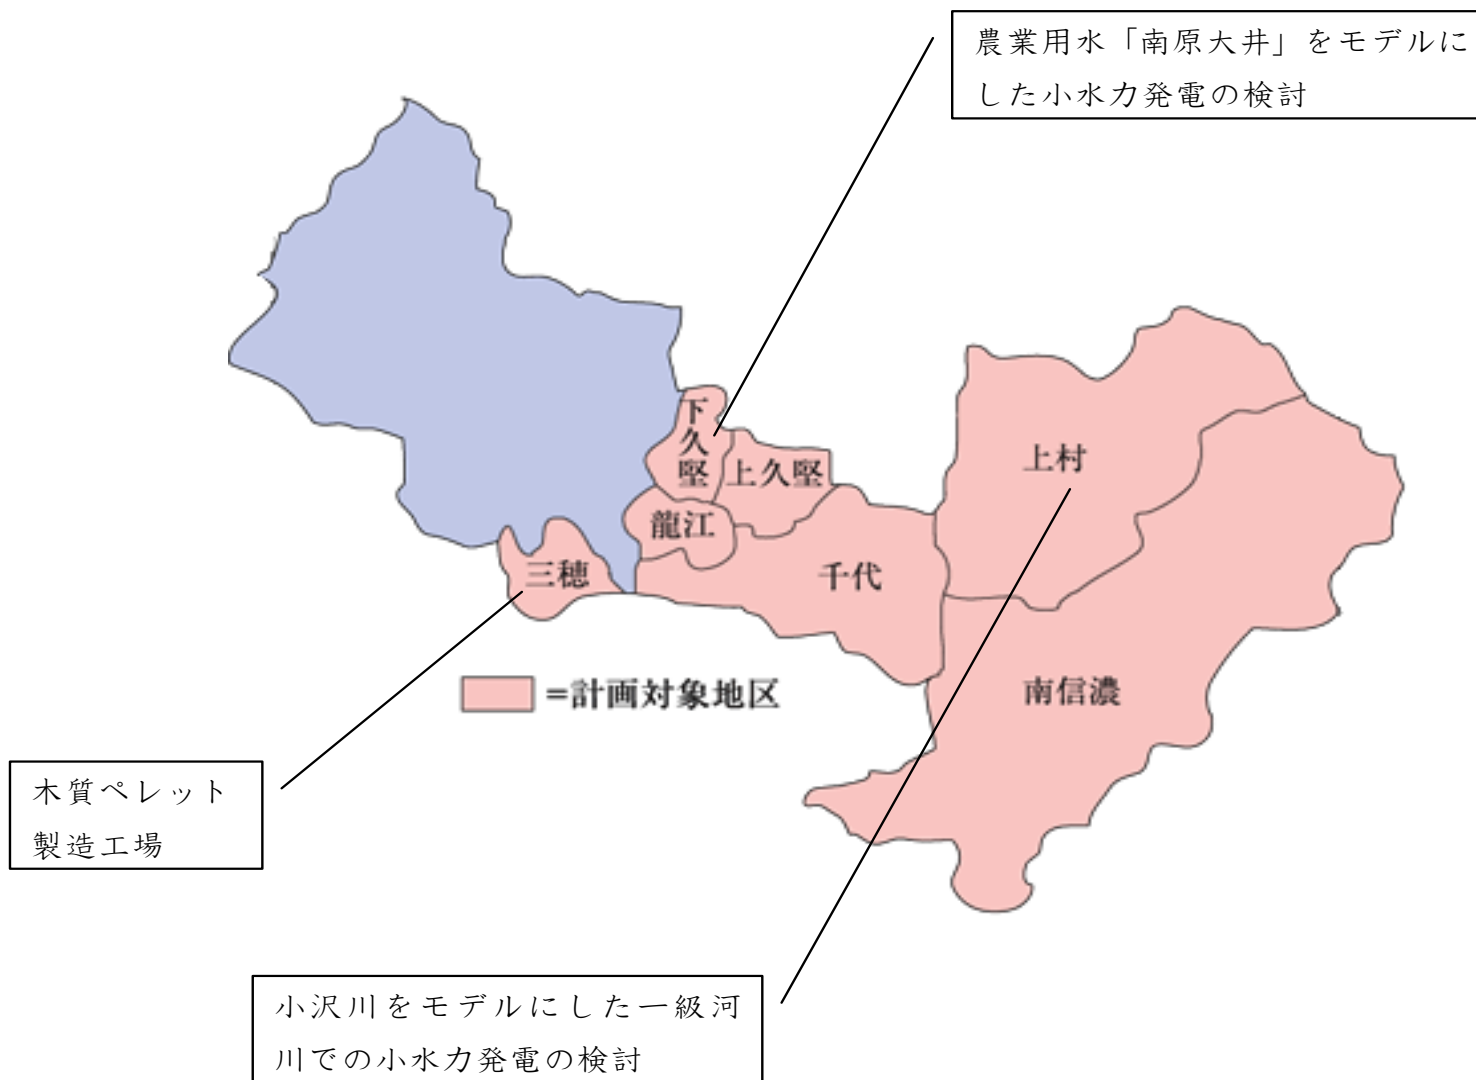 農業用水「南原大井」をモデルに
した小水力発電の検討
下久堅
上久堅
上村
龍江
三穂
千代
=計画対象地区
南信濃
木質ペレット
製造工場
小沢川をモデルにした一級河
川での小水力発電の検討